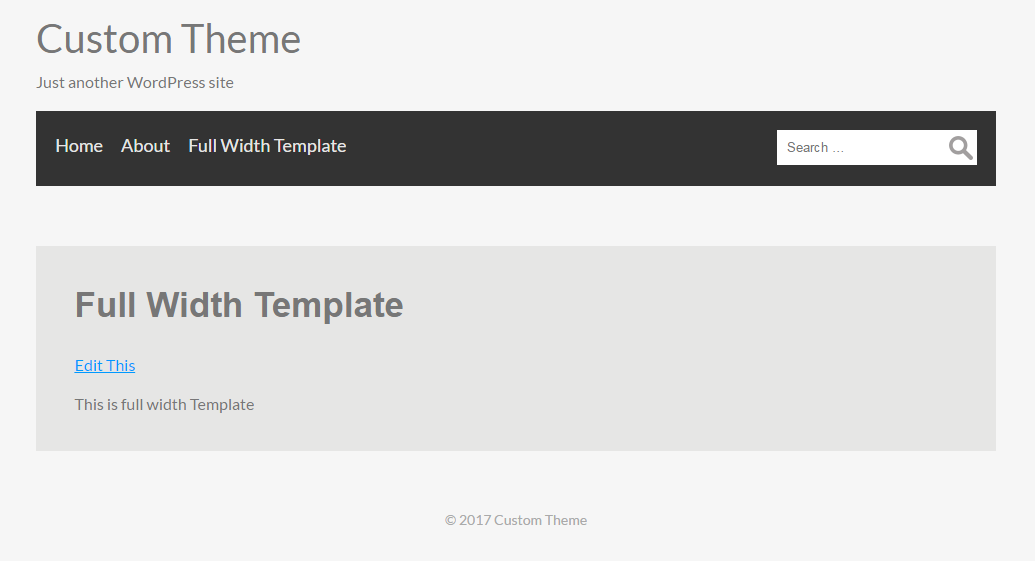 Custom Theme
Just another WordPress site
Home About Full Width Template Search ...
Full Width Template
Edit This
This is full width Template
© 2017 Custom Theme